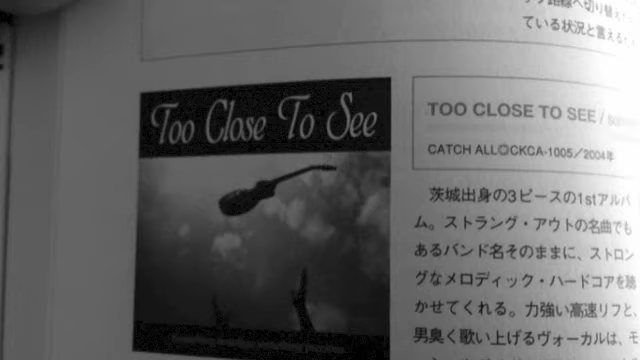 ている状況と言える
Too Close To See
TOO CLOSE TO SEE /
CATCH ALL◎CKCA-1005／2004年
茨城出身の3ピースの1stアルバ
ム。ストラング・アウトの名曲でも
あるバンド名そのままに、ストロン
グなメロディック・ハードコアを聴
かせてくれる。力強い高速リフと、
男臭く歌い上げるヴォーカルは、モ